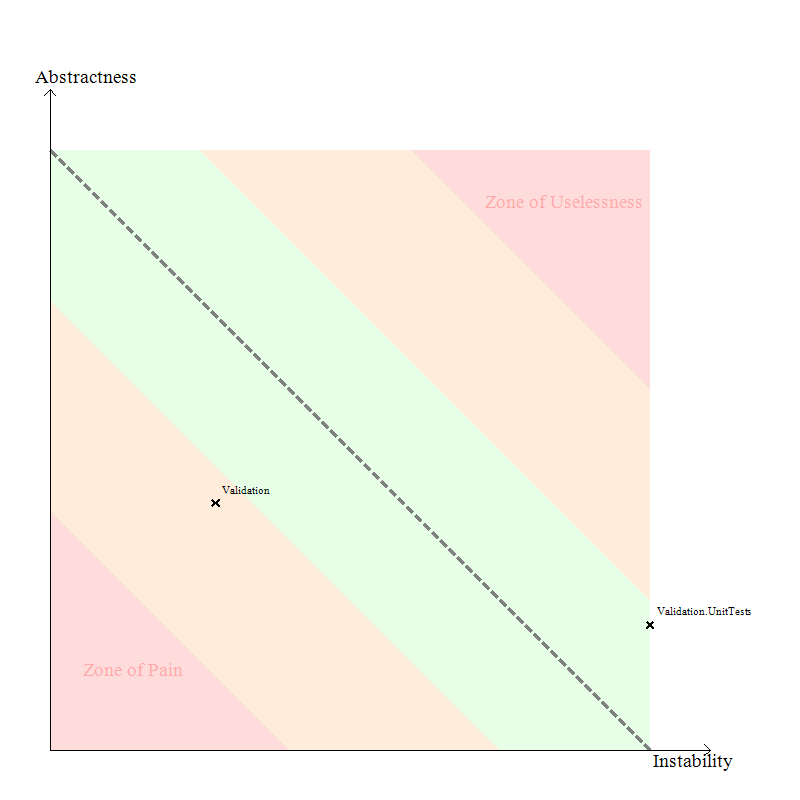 Abstractness
Zone of Uselessness
Validation
Validation.UnitTests
Zone of Pain
Instability